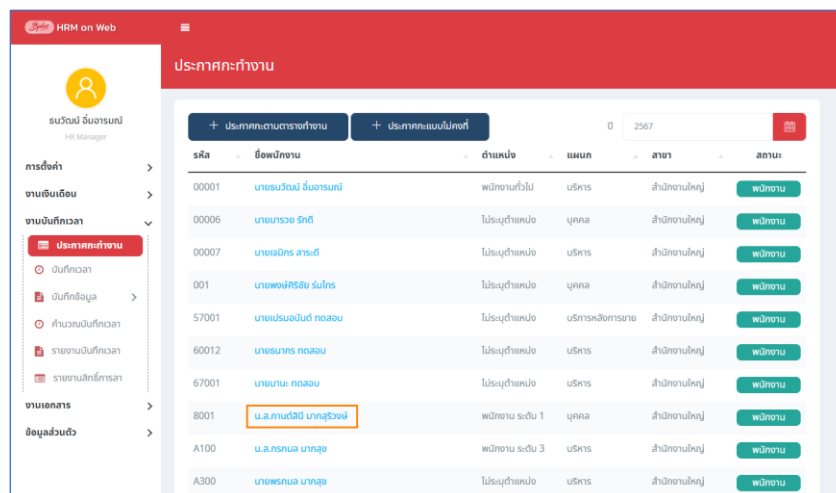 HRM on Web
ประกาศกะทำงาน
ธนวัฒน์ อิ่มอารมณ์
HR Manager
การตั้งค่า
งานเงินเดือน
งานบันทึกเวลา
ประกาศกะทำงาน
บันทึกเวลา
บันทึกข้อมูล
คำนวณบันทึกเวลา
รายงานบันทึกเวลา
รายงานสิทธิ์การลา
งานเอกสาร
ข้อมูลส่วนตัว
+ ประกาศกะตามตารางทำงาน + ประกาศกะแบบไม่คงที่ ปี 2567
รหัส ชื่อพนักงาน ตำแหน่ง แผนก สาขา สถานะ
00001 นายธนวัฒน์ อิ่มอารมณ์ พนักงานทั่วไป บริหาร สำนักงานใหญ่ พนักงาน
00006 นายมารวย รักดี ไม่ระบุตำแหน่ง บุคคล สำนักงานใหญ่ พนักงาน
00007 นายเอมิทร สาระดี ไม่ระบุตำแหน่ง บริหาร สำนักงานใหญ่ พนักงาน
001 นายพงษ์ศิริชัย ร่มไทร ไม่ระบุตำแหน่ง บุคคล สำนักงานใหญ่ พนักงาน
57001 นายเปรมอนันต์ ทดสอบ ไม่ระบุตำแหน่ง บริการหลังการขาย สำนักงานใหญ่ พนักงาน
60012 นายธนากร ทดสอบ ไม่ระบุตำแหน่ง บริหาร สำนักงานใหญ่ พนักงาน
67001 นายมานะ ทดสอบ ไม่ระบุตำแหน่ง บริหาร สำนักงานใหญ่ พนักงาน
8001 น.ส.กานต์สินี มากสุริวงษ์ พนักงาน ระดับ 1 บุคคล สำนักงานใหญ่ พนักงาน
A100 น.ส.กรกมล มากสุข พนักงาน ระดับ 3 บริหาร สำนักงานใหญ่ พนักงาน
A300 นายพรกมล มากสุข ไม่ระบุตำแหน่ง บริหาร สำนักงานใหญ่ พนักงาน